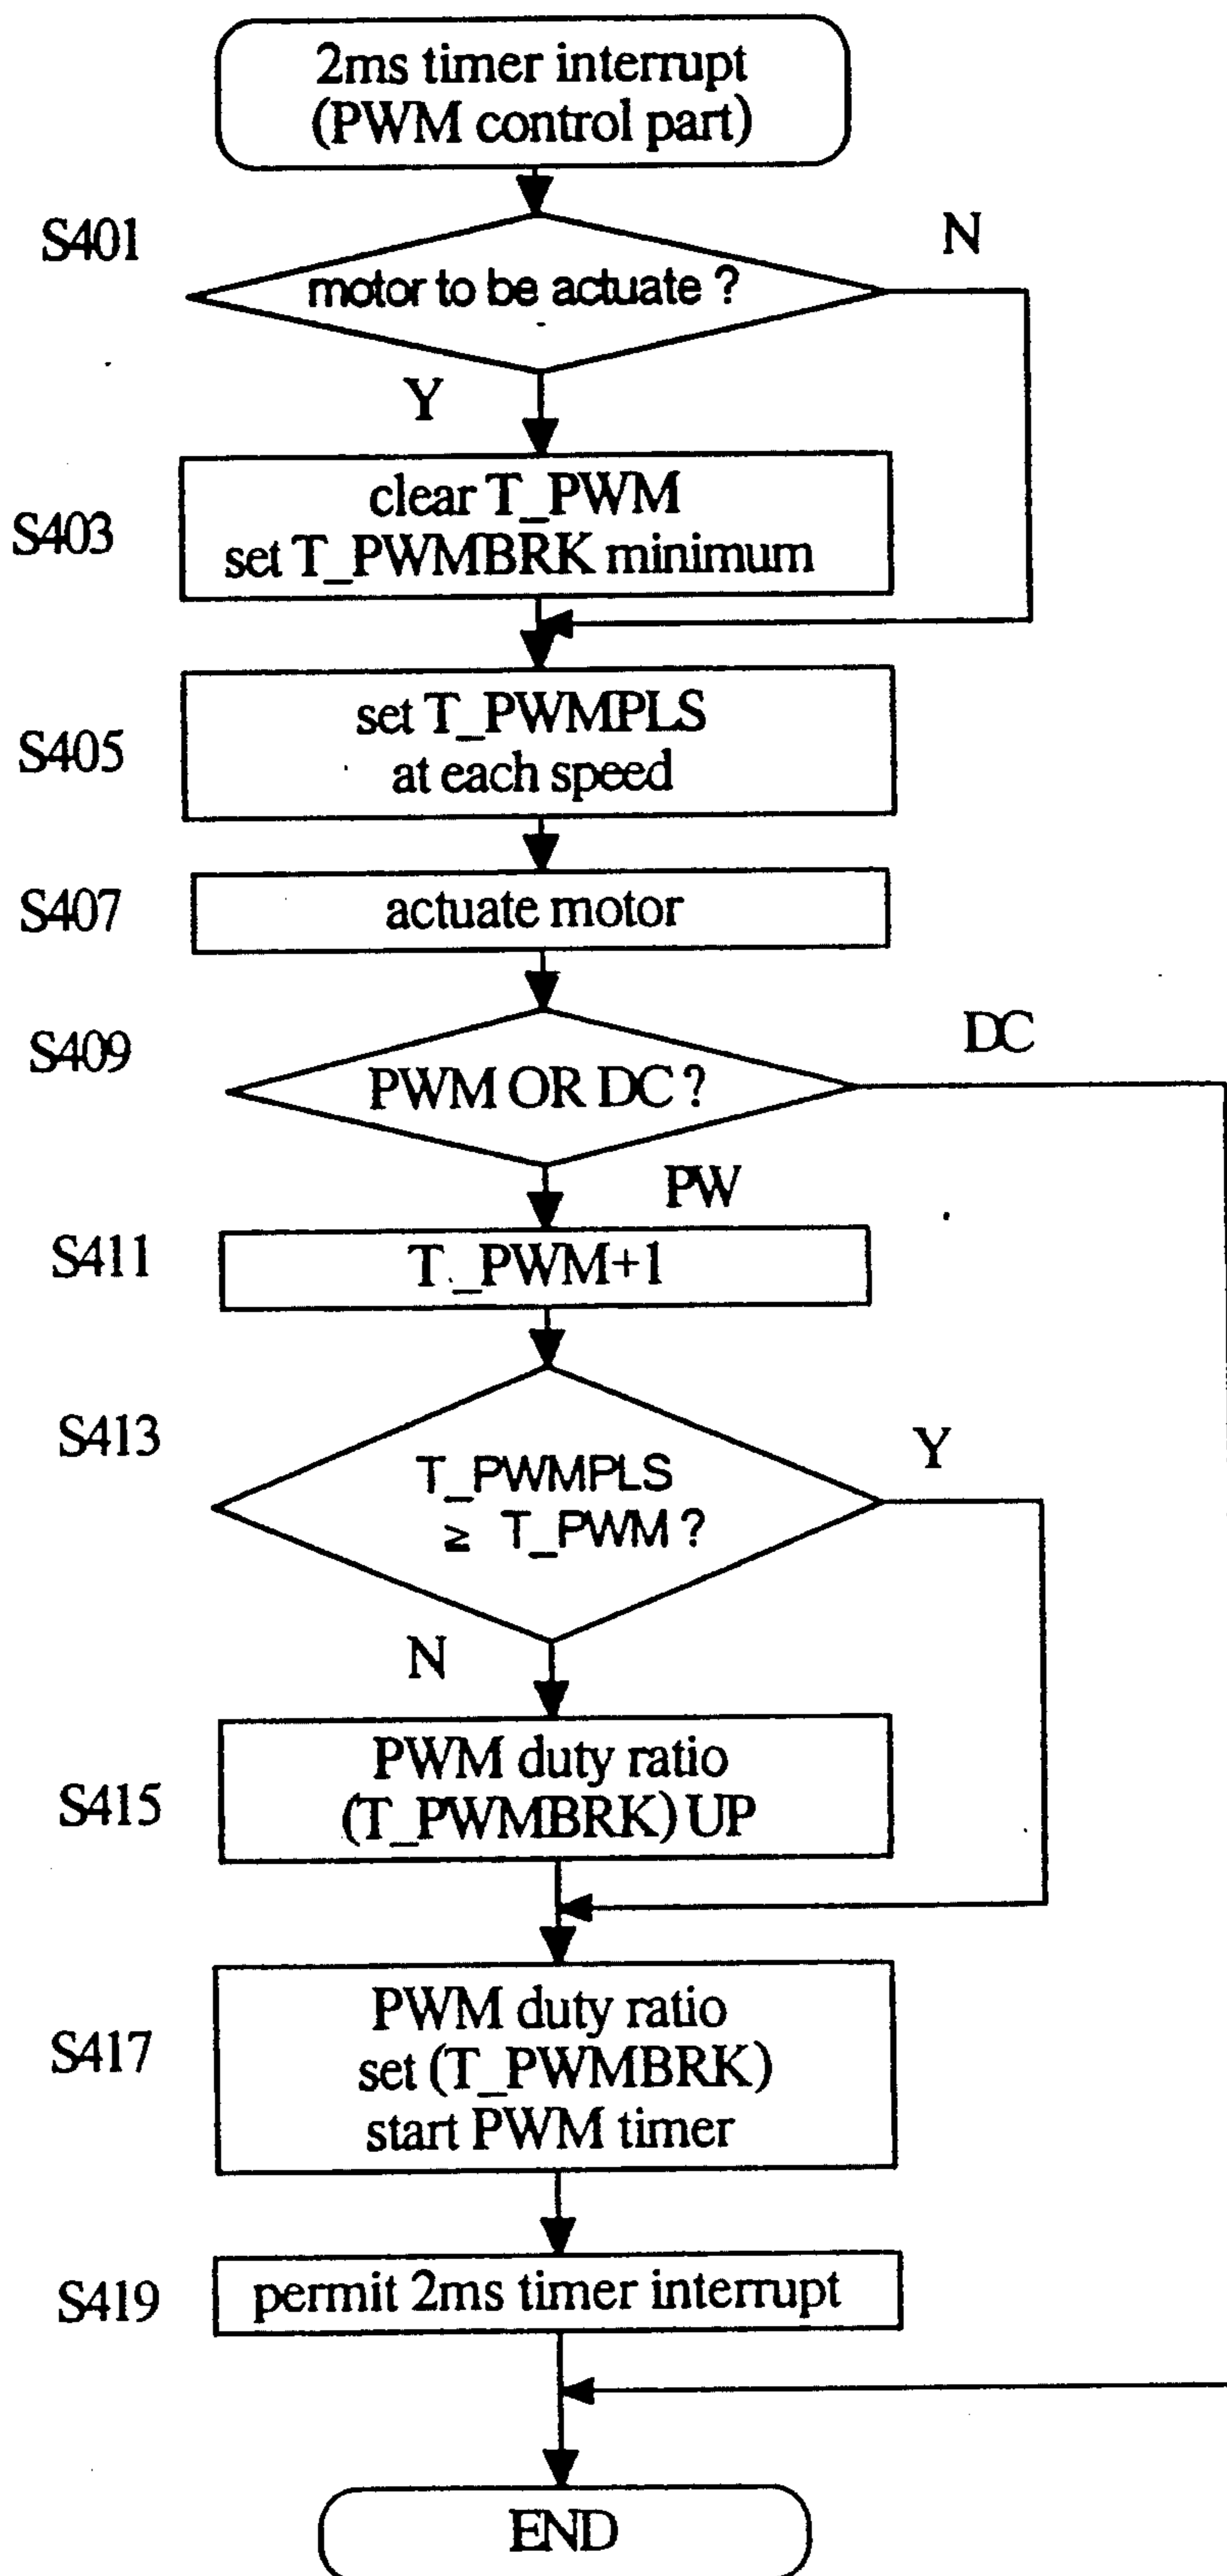 2ms timer interrupt
(PWM control part)
S401
N
motor to be actuate ?
Y
S403
clear T_PWM
set T_PWMBRK minimum
S405
set T_PWMPLS
at each speed
S407
actuate motor
S409
DC
PWM OR DC ?
PW
S411
T_PWM+1
S413
Y
T_PWMPLS
≥ T_PWM ?
N
S415
PWM duty ratio
(T_PWMBRK) UP
S417
PWM duty ratio
set (T_PWMBRK)
start PWM timer
S419
permit 2ms timer interrupt
END